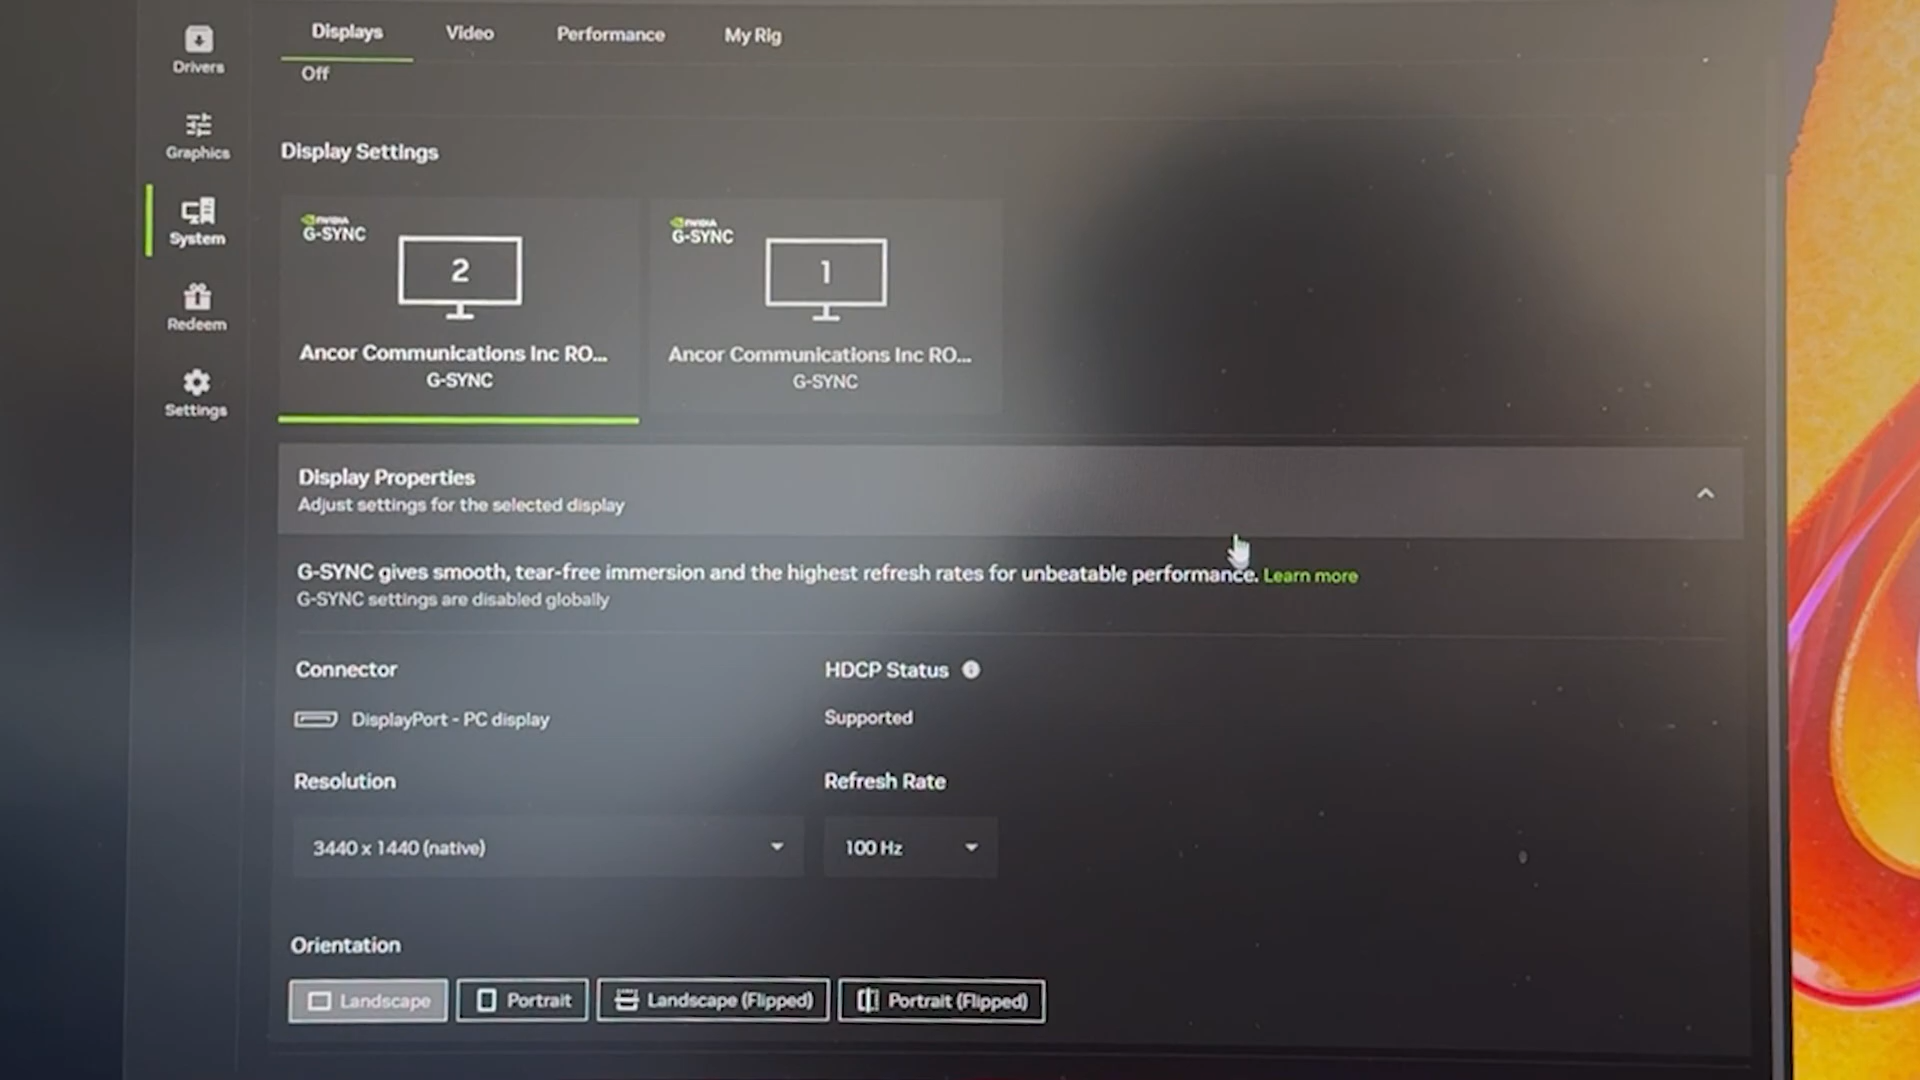 Drivers
Graphics
System
Redeem
Settings
Displays
Video
Performance
My Rig
Off
Display Settings
NVIDIA
G-SYNC
2
Ancor Communications Inc RO...
G-SYNC
NVIDIA
G-SYNC
1
Ancor Communications Inc RO...
G-SYNC
Display Properties
Adjust settings for the selected display
G-SYNC gives smooth, tear-free immersion and the highest refresh rates for unbeatable performance. Learn more
G-SYNC settings are disabled globally
Connector
DisplayPort - PC display
HDCP Status
Supported
Resolution
3440 x 1440 (native)
Refresh Rate
100 Hz
Orientation
Landscape
Portrait
Landscape (Flipped)
Portrait (Flipped)